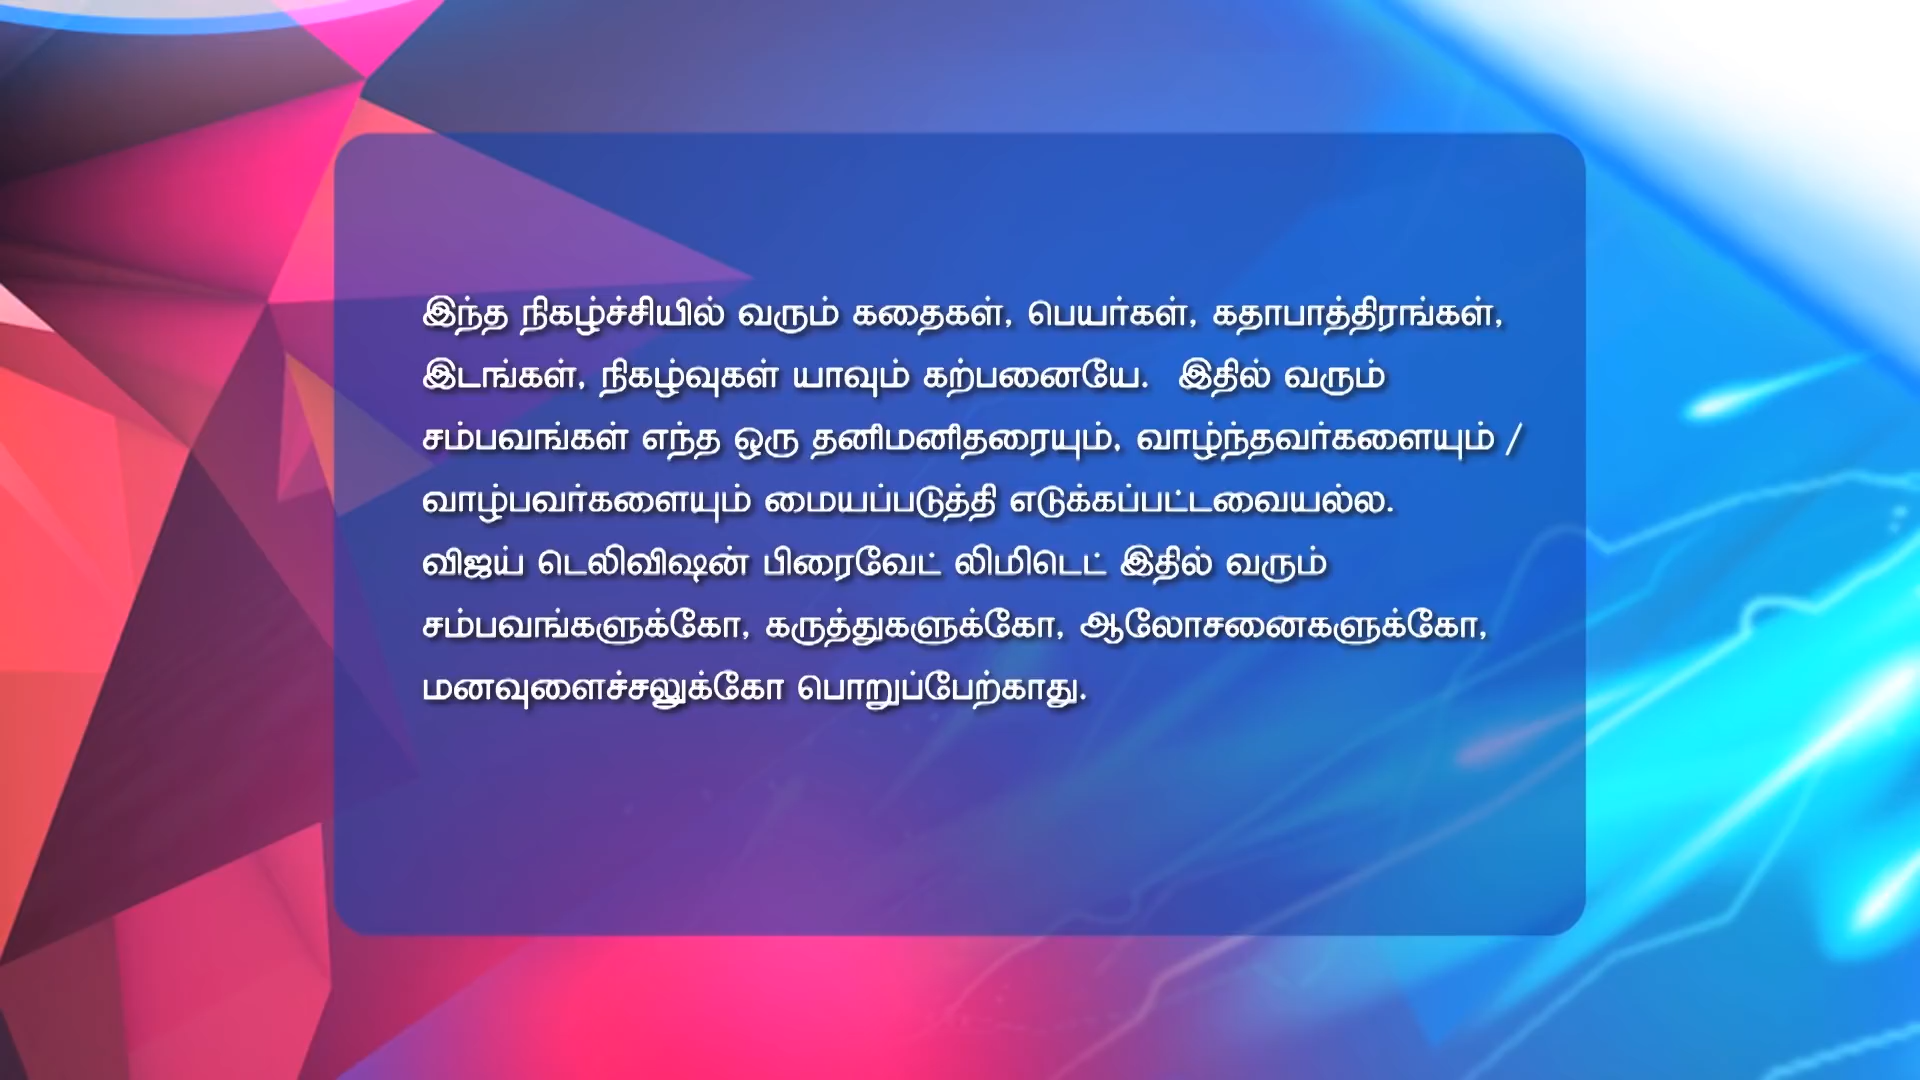 இந்த நிகழ்ச்சியில் வரும் கதைகள், பெயர்கள், கதாபாத்திரங்கள்,
இடங்கள், நிகழ்வுகள் யாவும் கற்பனையே.  இதில் வரும்
சம்பவங்கள் எந்த ஒரு தனிமனிதரையும், வாழ்ந்தவர்களையும் /
வாழ்பவர்களையும் மையப்படுத்தி எடுக்கப்பட்டவையல்ல.
விஜய் டெலிவிஷன் பிரைவேட் லிமிடெட் இதில் வரும்
சம்பவங்களுக்கோ, கருத்துகளுக்கோ, ஆலோசனைகளுக்கோ,
மனவுளைச்சலுக்கோ பொறுப்பேற்காது.